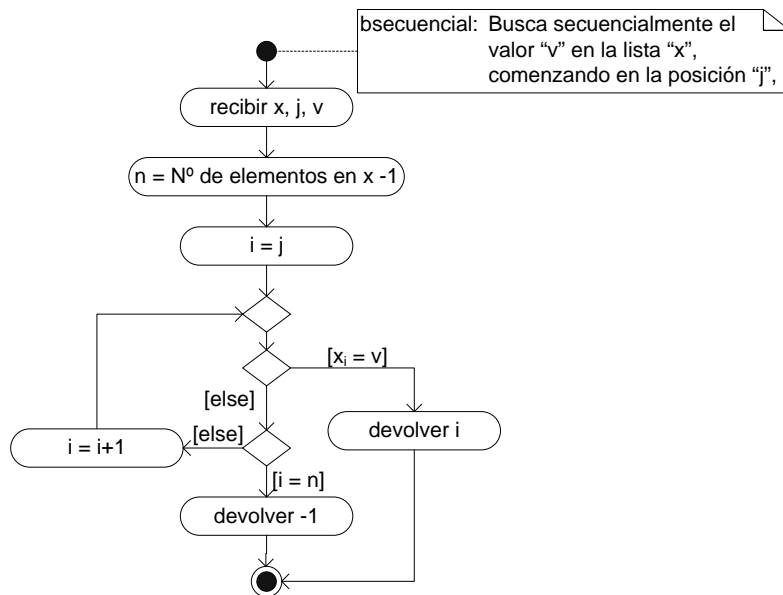 bsecuencial: Busca secuencialmente el
valor “v” en la lista “x”,
comenzando en la posición “j”,
recibir x, j, v
n = Nº de elementos en x -1
i = j
[xᵢ = v]
[else]
devolver i
[else]
i = i+1
[i = n]
devolver -1